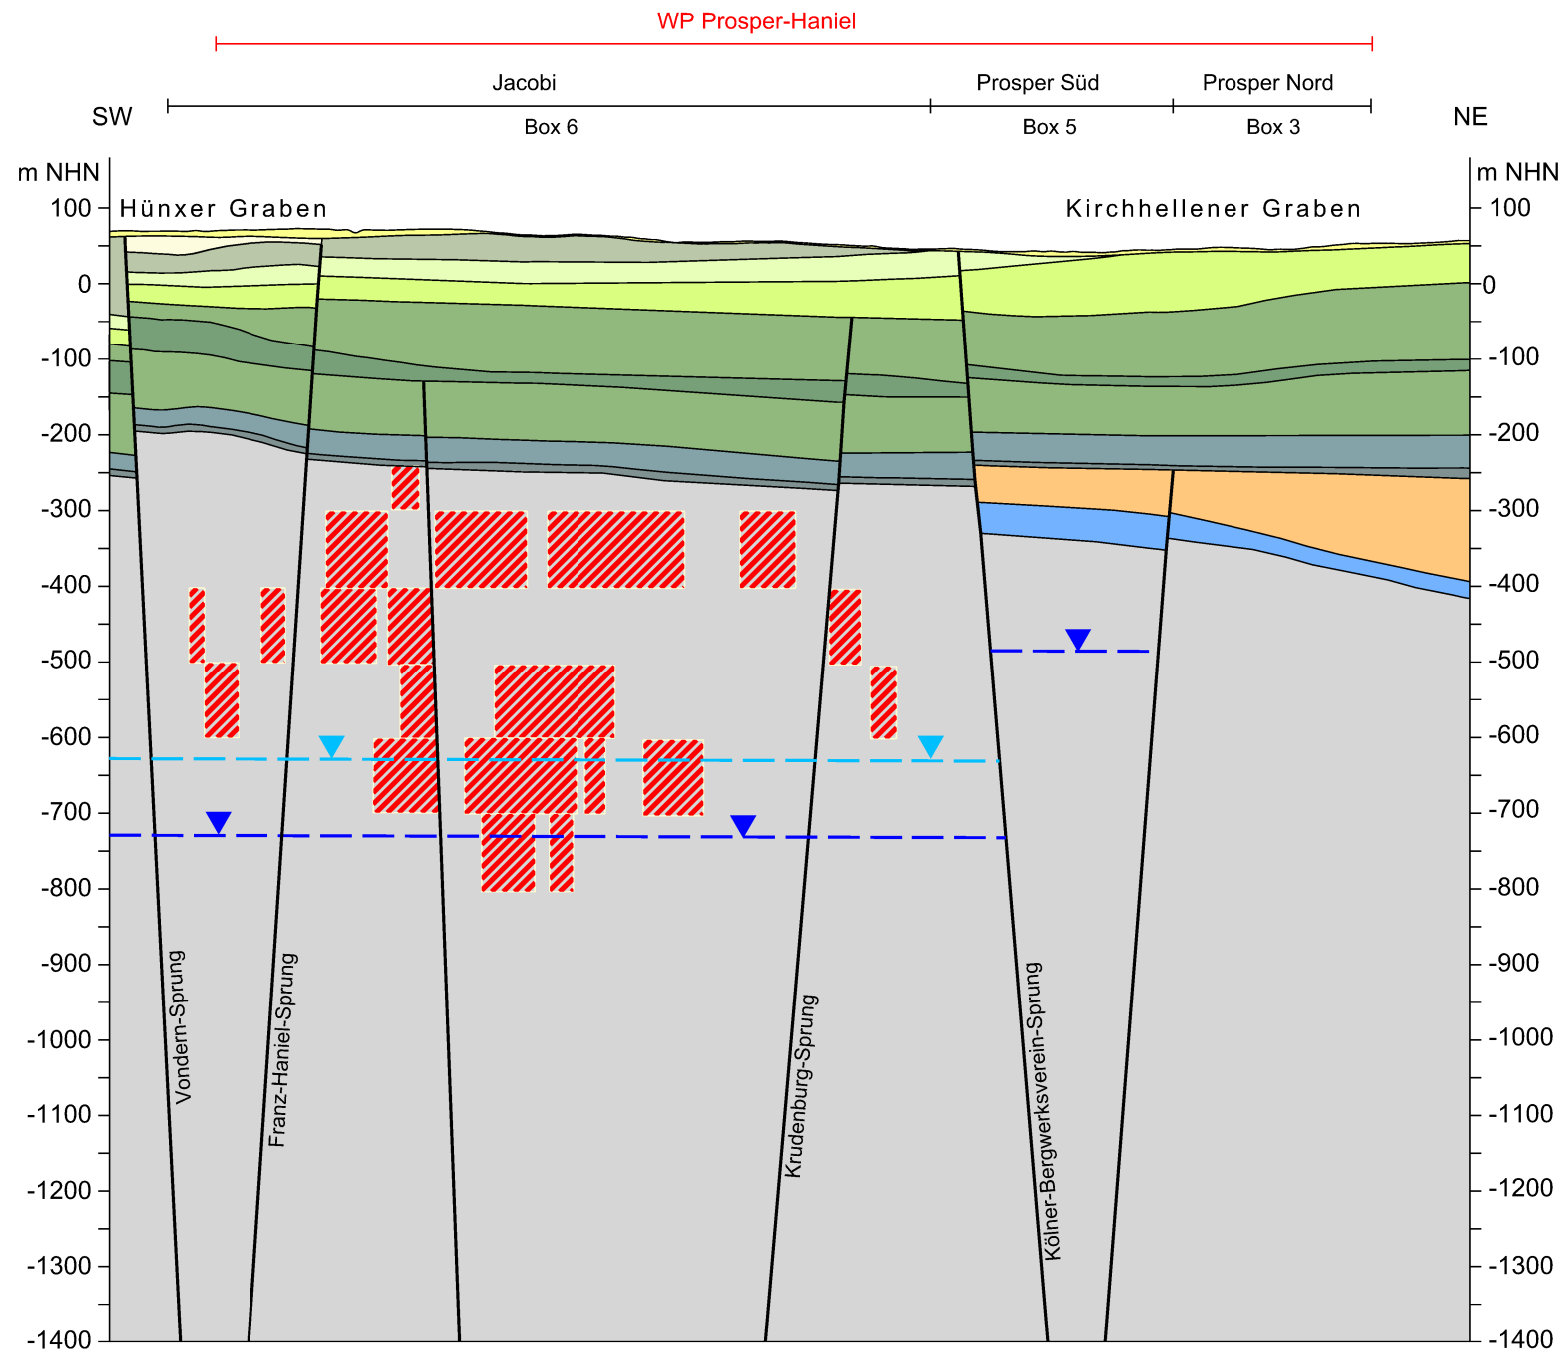 WP Prosper-Haniel
Jacobi
Prosper Süd
Prosper Nord
SW
NE
Box 6
Box 5
Box 3
m NHN
m NHN
Hünxer Graben
Kirchhellener Graben
100
100
0
0
-100
-100
-200
-200
-300
-300
-400
-400
-500
-500
-600
-600
-700
-700
-800
-800
-900
-900
-1000
-1000
-1100
-1100
-1200
-1200
-1300
-1300
-1400
-1400
Vondern-Sprung
Franz-Haniel-Sprung
Krudenburg-Sprung
Kölner-Bergwerksverein-Sprung